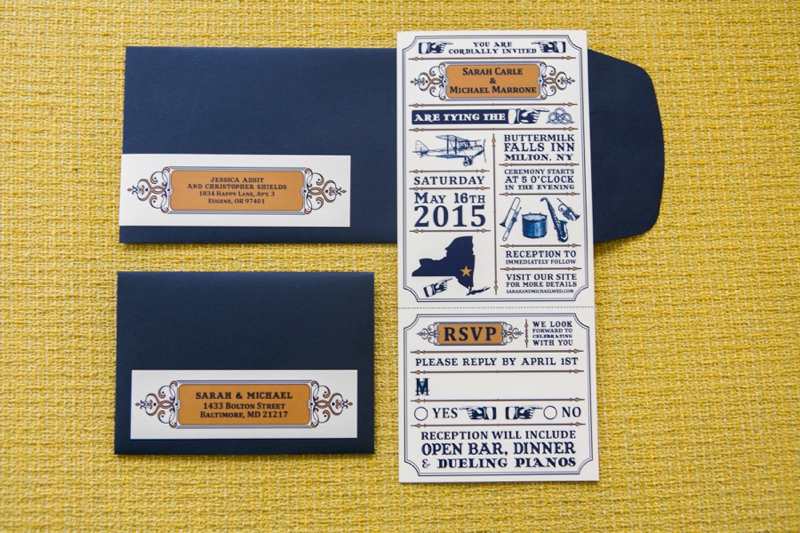 YOU ARE
CORDIALLY INVITED
SARAH CARLE
&
MICHAEL MARRONE
ARE TYING THE
BUTTERMILK
FALLS INN
MILTON, NY
SATURDAY
MAY 16TH
2015
CEREMONY STARTS
AT 5 O'CLOCK
IN THE EVENING
RECEPTION TO
IMMEDIATELY FOLLOW
VISIT OUR SITE
FOR MORE DETAILS
SARAHANDMICHAELWED.COM
RSVP
WE LOOK
FORWARD TO
CELEBRATING
WITH YOU
PLEASE REPLY BY APRIL 1ST
M
YES
NO
RECEPTION WILL INCLUDE
OPEN BAR, DINNER
& DUELING PIANOS
JESSICA ADSIT
AND CHRISTOPHER SHIELDS
1834 HAPPY LANE, APT. 3
EUGENE, OR 97401
SARAH & MICHAEL
1433 BOLTON STREET
BALTIMORE, MD 21217